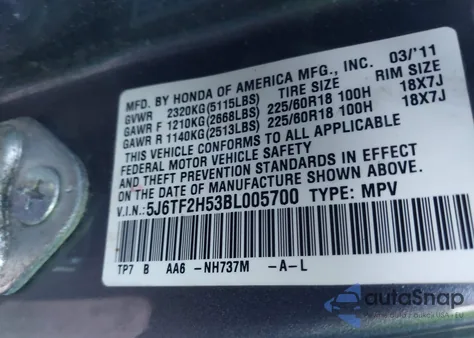 MFD. BY HONDA OF AMERICA MFG., INC. 03/'11
GVWR 2320KG(5115LBS) TIRE SIZE RIM SIZE
GAWR F 1210KG(2668LBS) 225/60R18 100H 18X7J
GAWR R 1140KG(2513LBS) 225/60R18 100H 18X7J
THIS VEHICLE CONFORMS TO ALL APPLICABLE
FEDERAL MOTOR VEHICLE SAFETY
AND THEFT PREVENTION STANDARDS IN EFFECT
ON THE DATE OF MANUFACTURE SHOWN ABOVE.
V.I.N.: 5J6TF2H53BL005700 TYPE: MPV
TP7 B AA6 -NH737M -A-L
autoSnap